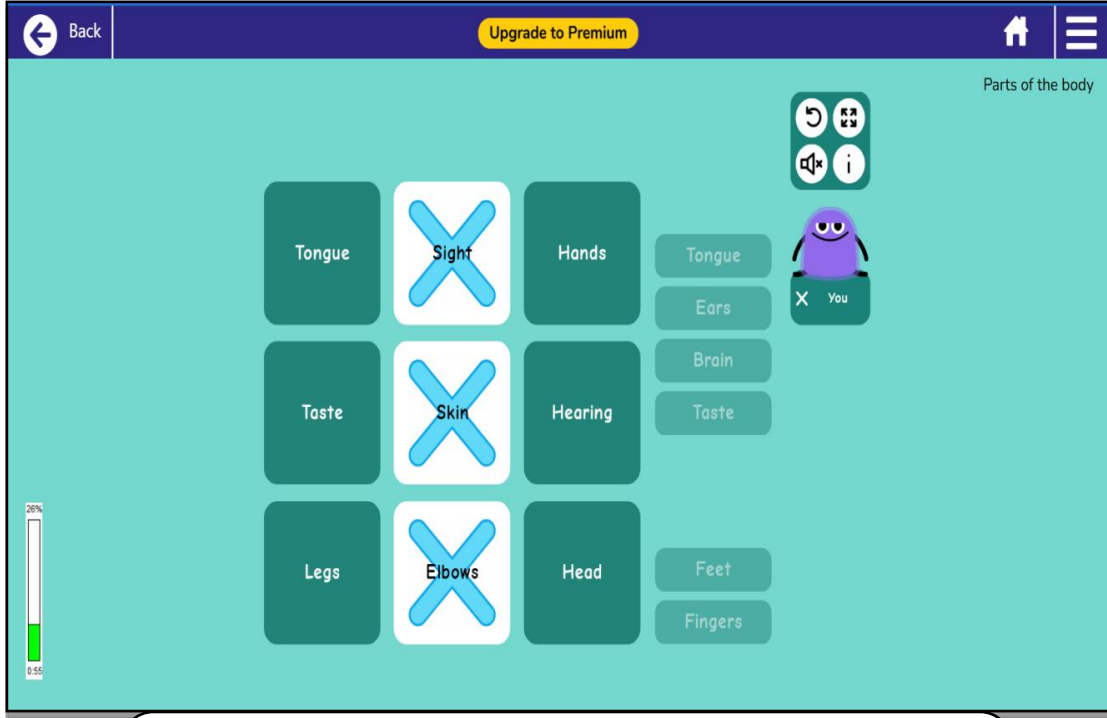 Back
Upgrade to Premium
Parts of the body
i
Tongue
Sight
Hands
Tongue
Ears
X You
Brain
Taste
Skin
Hearing
Taste
26%
Legs
Elbows
Head
Feet
Fingers
0:55